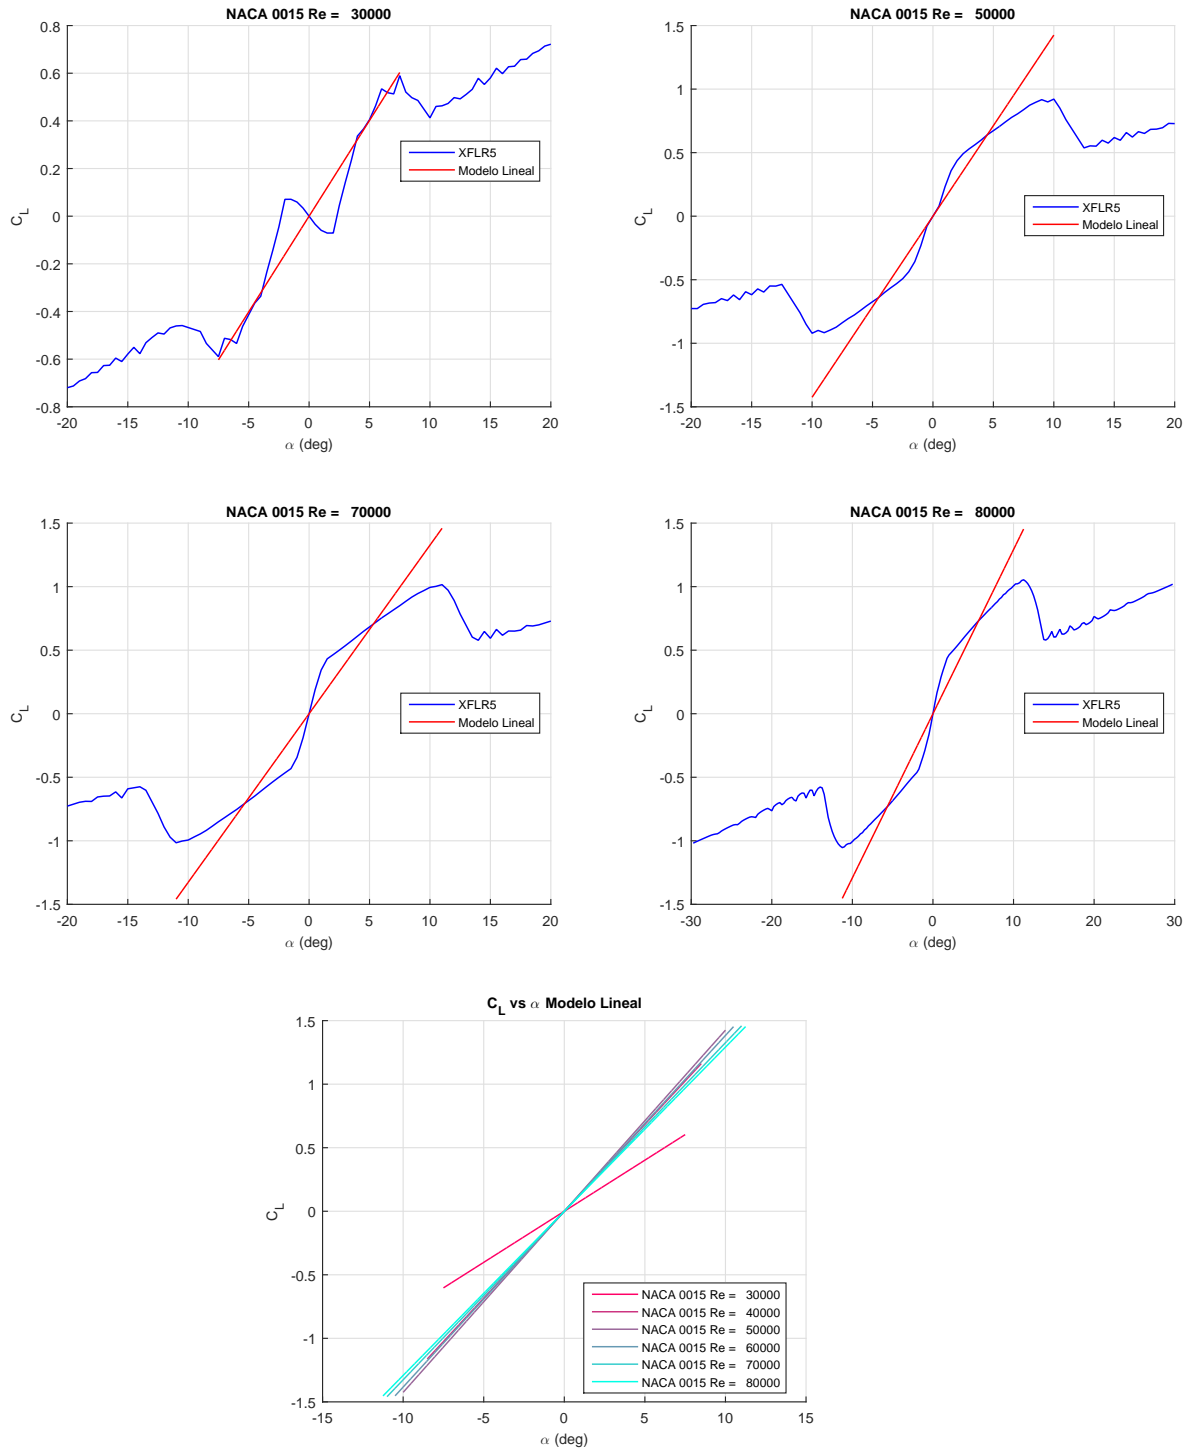 NACA 0015 Re = 30000
0.8
0.6
0.4
0.2
0
-0.2
-0.4
-0.6
-0.8
C_L
-20 -15 -10 -5 0 5 10 15 20
α (deg)
XFLR5
Modelo Lineal
NACA 0015 Re = 50000
1.5
1
0.5
0
-0.5
-1
-1.5
C_L
-20 -15 -10 -5 0 5 10 15 20
α (deg)
XFLR5
Modelo Lineal
NACA 0015 Re = 70000
1.5
1
0.5
0
-0.5
-1
-1.5
C_L
-20 -15 -10 -5 0 5 10 15 20
α (deg)
XFLR5
Modelo Lineal
NACA 0015 Re = 80000
1.5
1
0.5
0
-0.5
-1
-1.5
C_L
-30 -20 -10 0 10 20 30
α (deg)
XFLR5
Modelo Lineal
C_L vs α Modelo Lineal
1.5
1
0.5
0
-0.5
-1
-1.5
C_L
-15 -10 -5 0 5 10 15
α (deg)
NACA 0015 Re = 30000
NACA 0015 Re = 40000
NACA 0015 Re = 50000
NACA 0015 Re = 60000
NACA 0015 Re = 70000
NACA 0015 Re = 80000